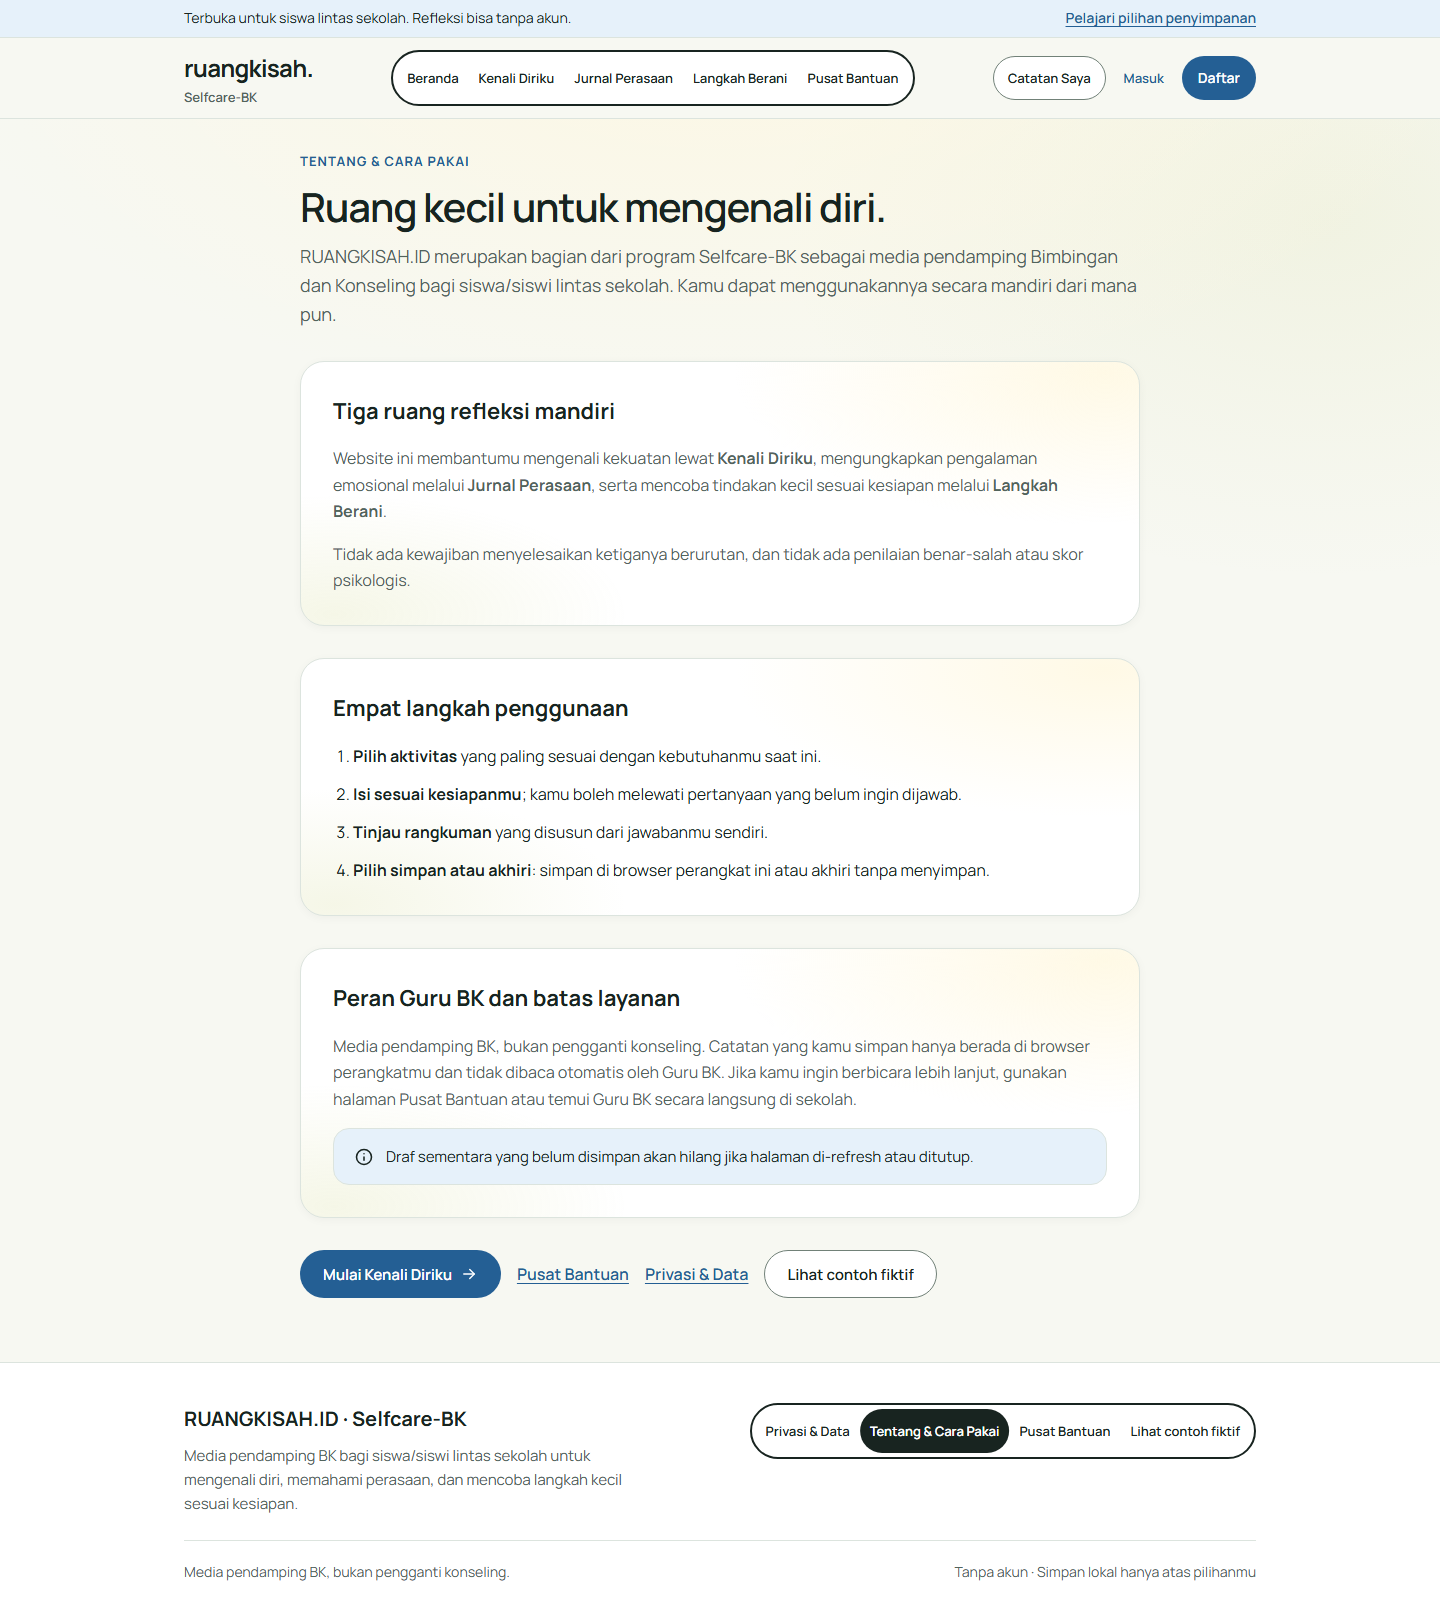 Terbuka untuk siswa lintas sekolah. Refleksi bisa tanpa akun.
Pelajari pilihan penyimpanan
ruangkisah.
Selfcare-BK
Beranda
Kenali Diriku
Jurnal Perasaan
Langkah Berani
Pusat Bantuan
Catatan Saya
Masuk
Daftar
TENTANG & CARA PAKAI
Ruang kecil untuk mengenali diri.
RUANGKISAH.ID merupakan bagian dari program Selfcare-BK sebagai media pendamping Bimbingan
dan Konseling bagi siswa/siswi lintas sekolah. Kamu dapat menggunakannya secara mandiri dari mana
pun.
Tiga ruang refleksi mandiri
Website ini membantumu mengenali kekuatan lewat Kenali Diriku, mengungkapkan pengalaman
emosional melalui Jurnal Perasaan, serta mencoba tindakan kecil sesuai kesiapan melalui Langkah
Berani.
Tidak ada kewajiban menyelesaikan ketiganya berurutan, dan tidak ada penilaian benar-salah atau skor
psikologis.
Empat langkah penggunaan
1. Pilih aktivitas yang paling sesuai dengan kebutuhanmu saat ini.
2. Isi sesuai kesiapanmu; kamu boleh melewati pertanyaan yang belum ingin dijawab.
3. Tinjau rangkuman yang disusun dari jawabanmu sendiri.
4. Pilih simpan atau akhiri: simpan di browser perangkat ini atau akhiri tanpa menyimpan.
Peran Guru BK dan batas layanan
Media pendamping BK, bukan pengganti konseling. Catatan yang kamu simpan hanya berada di browser
perangkatmu dan tidak dibaca otomatis oleh Guru BK. Jika kamu ingin berbicara lebih lanjut, gunakan
halaman Pusat Bantuan atau temui Guru BK secara langsung di sekolah.
Draf sementara yang belum disimpan akan hilang jika halaman di-refresh atau ditutup.
Mulai Kenali Diriku →
Pusat Bantuan
Privasi & Data
Lihat contoh fiktif
RUANGKISAH.ID · Selfcare-BK
Media pendamping BK bagi siswa/siswi lintas sekolah untuk
mengenali diri, memahami perasaan, dan mencoba langkah kecil
sesuai kesiapan.
Privasi & Data
Tentang & Cara Pakai
Pusat Bantuan
Lihat contoh fiktif
Media pendamping BK, bukan pengganti konseling.
Tanpa akun · Simpan lokal hanya atas pilihanmu